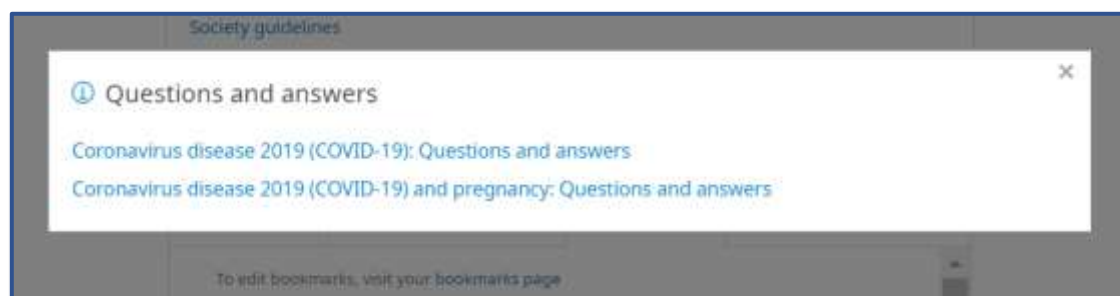 Society guidelines
Questions and answers
Coronavirus disease 2019 (COVID-19): Questions and answers
Coronavirus disease 2019 (COVID-19) and pregnancy: Questions and answers
To edit bookmarks, visit your bookmarks page